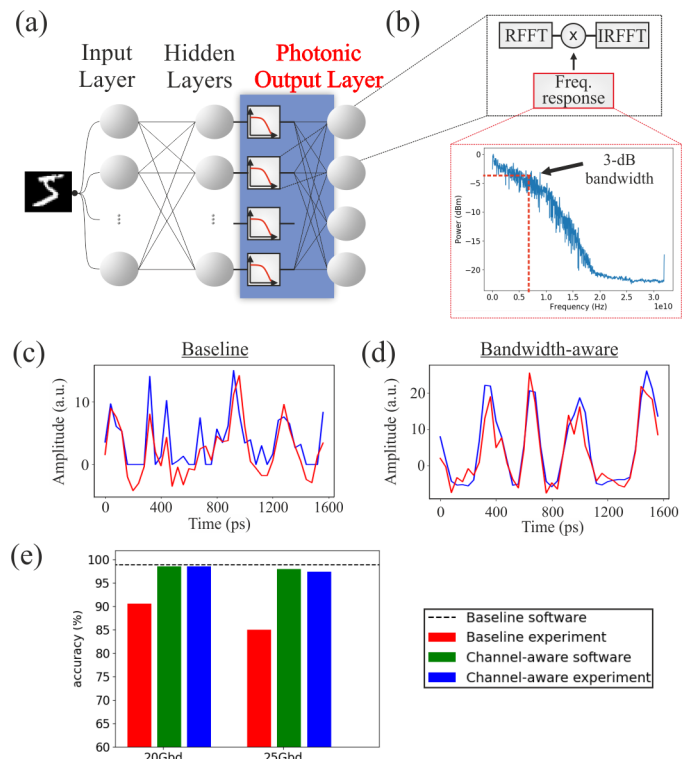 (a)
Input
Layer
Hidden
Layers
Photonic
Output Layer
...
...
(b)
RFFT
x
IRFFT
Freq.
response
3-dB
bandwidth
Power (dBm)
0
−5
−10
−15
−20
0.0 0.5 1.0 1.5 2.0 2.5 3.0
Frequency (Hz) 1e10
(c)
Baseline
Amplitude (a.u.)
10
0
0 400 800 1200 1600
Time (ps)
(d)
Bandwidth-aware
Amplitude (a.u.)
20
10
0
0 400 800 1200 1600
Time (ps)
(e)
accuracy (%)
100
95
90
85
80
75
70
65
60
20Gbd 25Gbd
Baseline software
Baseline experiment
Channel-aware software
Channel-aware experiment